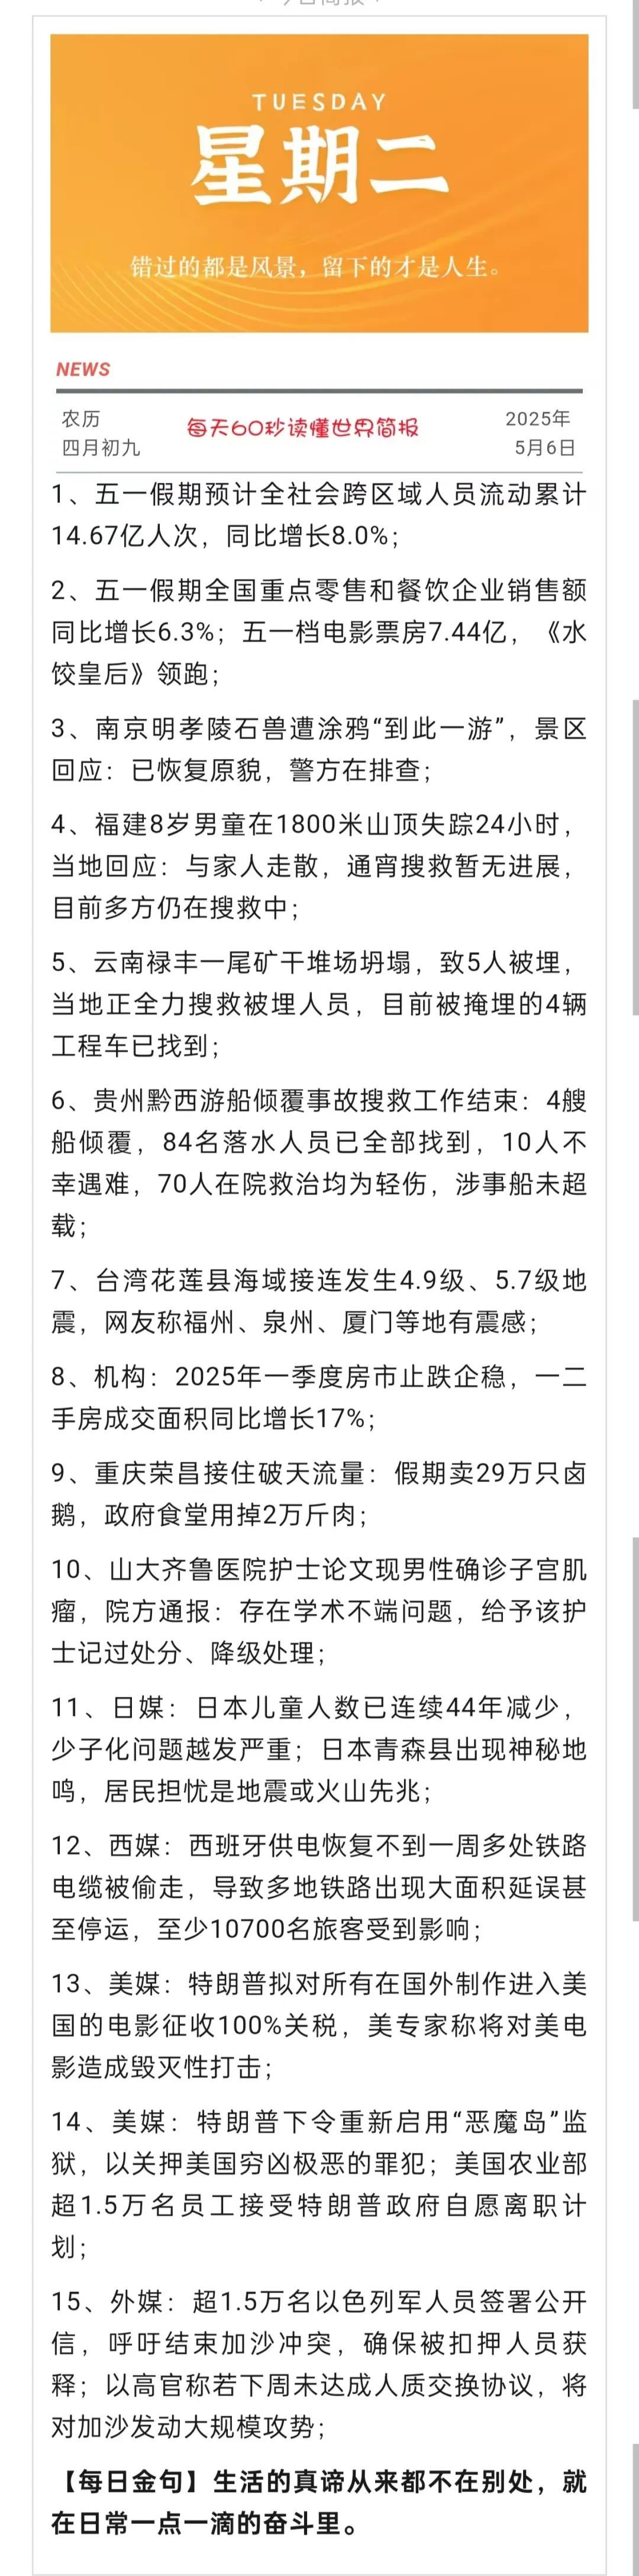 TUESDAY
星期二
错过的都是风景，留下的才是人生。
NEWS
农历
四月初九
每天60秒读懂世界简报
2025年
5月6日
1、五一假期预计全社会跨区域人员流动累计
14.67亿人次，同比增长8.0%；
2、五一假期全国重点零售和餐饮企业销售额
同比增长6.3%；五一档电影票房7.44亿，《水
饺皇后》领跑；
3、南京明孝陵石兽遭涂鸦“到此一游”，景区
回应：已恢复原貌，警方在排查；
4、福建8岁男童在1800米山顶失踪24小时，
当地回应：与家人走散，通宵搜救暂无进展，
目前多方仍在搜救中；
5、云南禄丰一尾矿干堆场坍塌，致5人被埋，
当地正全力搜救被埋人员，目前被掩埋的4辆
工程车已找到；
6、贵州黔西游船倾覆事故搜救工作结束：4艘
船倾覆，84名落水人员已全部找到，10人不
幸遇难，70人在院救治均为轻伤，涉事船未超
载；
7、台湾花莲县海域接连发生4.9级、5.7级地
震，网友称福州、泉州、厦门等地有震感；
8、机构：2025年一季度房市止跌企稳，一二
手房成交面积同比增长17%；
9、重庆荣昌接住破天流量：假期卖29万只卤
鹅，政府食堂用掉2万斤肉；
10、山大齐鲁医院护士论文现男性确诊子宫肌
瘤，院方通报：存在学术不端问题，给予该护
士记过处分、降级处理；
11、日媒：日本儿童人数已连续44年减少，
少子化问题越发严重；日本青森县出现神秘地
鸣，居民担忧是地震或火山先兆；
12、西媒：西班牙供电恢复不到一周多处铁路
电缆被偷走，导致多地铁路出现大面积延误甚
至停运，至少10700名旅客受到影响；
13、美媒：特朗普拟对所有在国外制作进入美
国的电影征收100%关税，美专家称将对美电
影造成毁灭性打击；
14、美媒：特朗普下令重新启用“恶魔岛”监
狱，以关押美国穷凶极恶的罪犯；美国农业部
超1.5万名员工接受特朗普政府自愿离职计
划；
15、外媒：超1.5万名以色列军人员签署公开
信，呼吁结束加沙冲突，确保被扣押人员获
释；以高官称若下周未达成人质交换协议，将
对加沙发动大规模攻势；
【每日金句】生活的真谛从来都不在别处，就
在日常一点一滴的奋斗里。